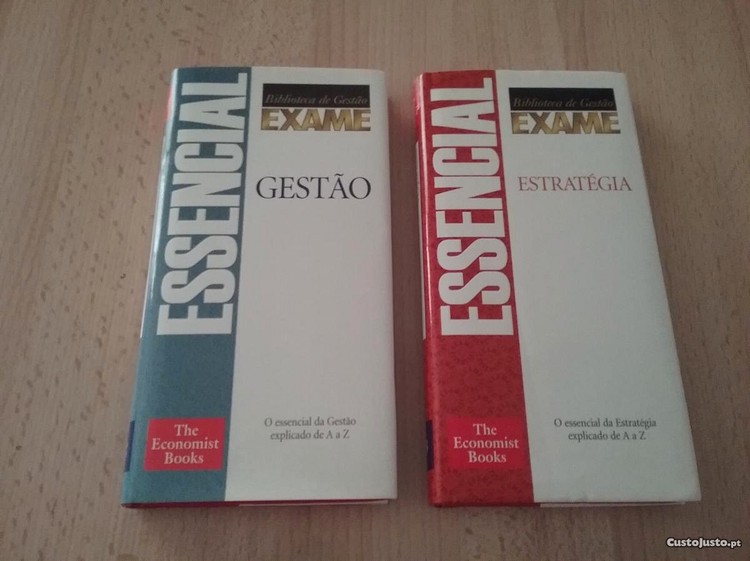 ESSENCIAL
Biblioteca de Gestão
EXAME
GESTÃO
O essencial da Gestão
explicado de A a Z
The
Economist
Books
ESSENCIAL
Biblioteca de Gestão
EXAME
ESTRATÉGIA
O essencial da Estratégia
explicado de A a Z
The
Economist
Books
CustoJusto.pt